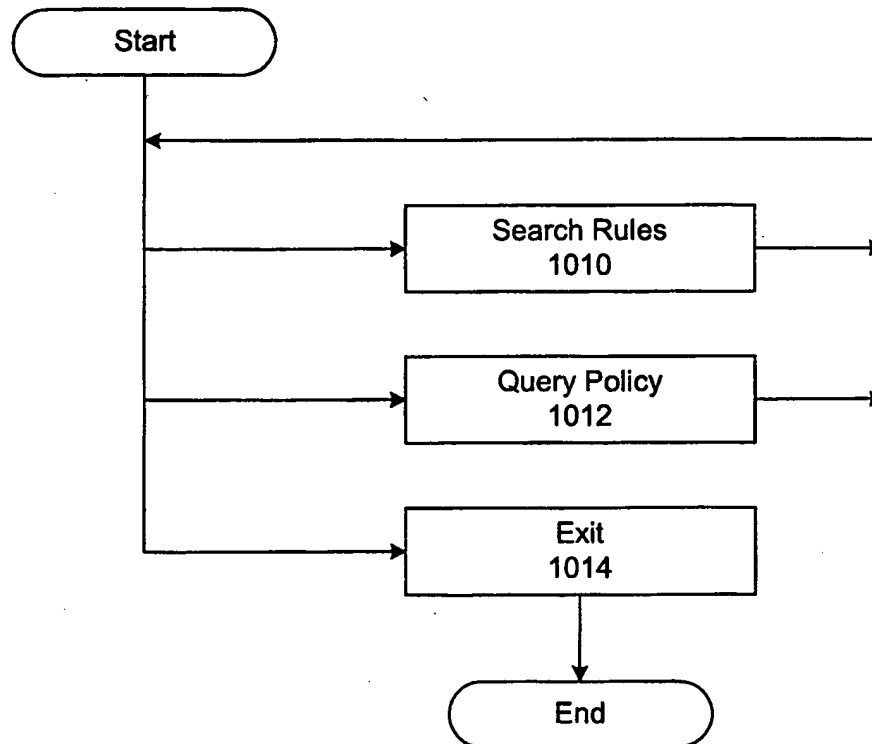 Start
Search Rules
1010
Query Policy
1012
Exit
1014
End